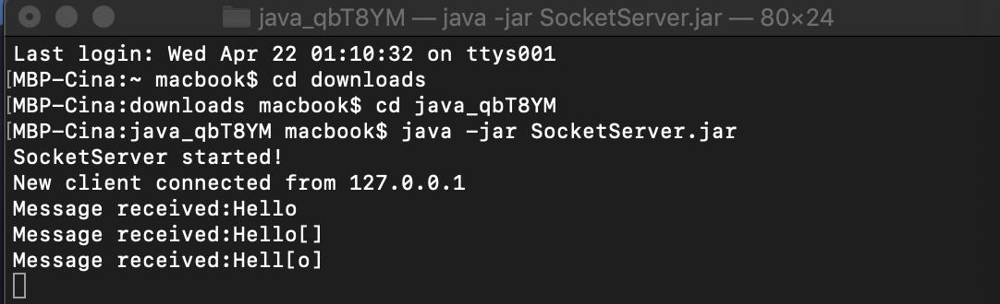 java_qbT8YM — java -jar SocketServer.jar — 80×24
Last login: Wed Apr 22 01:10:32 on ttys001
[MBP-Cina:~ macbook$ cd downloads
[MBP-Cina:downloads macbook$ cd java_qbT8YM
[MBP-Cina:java_qbT8YM macbook$ java -jar SocketServer.jar
SocketServer started!
New client connected from 127.0.0.1
Message received:Hello
Message received:Hello[]
Message received:Hell[o]